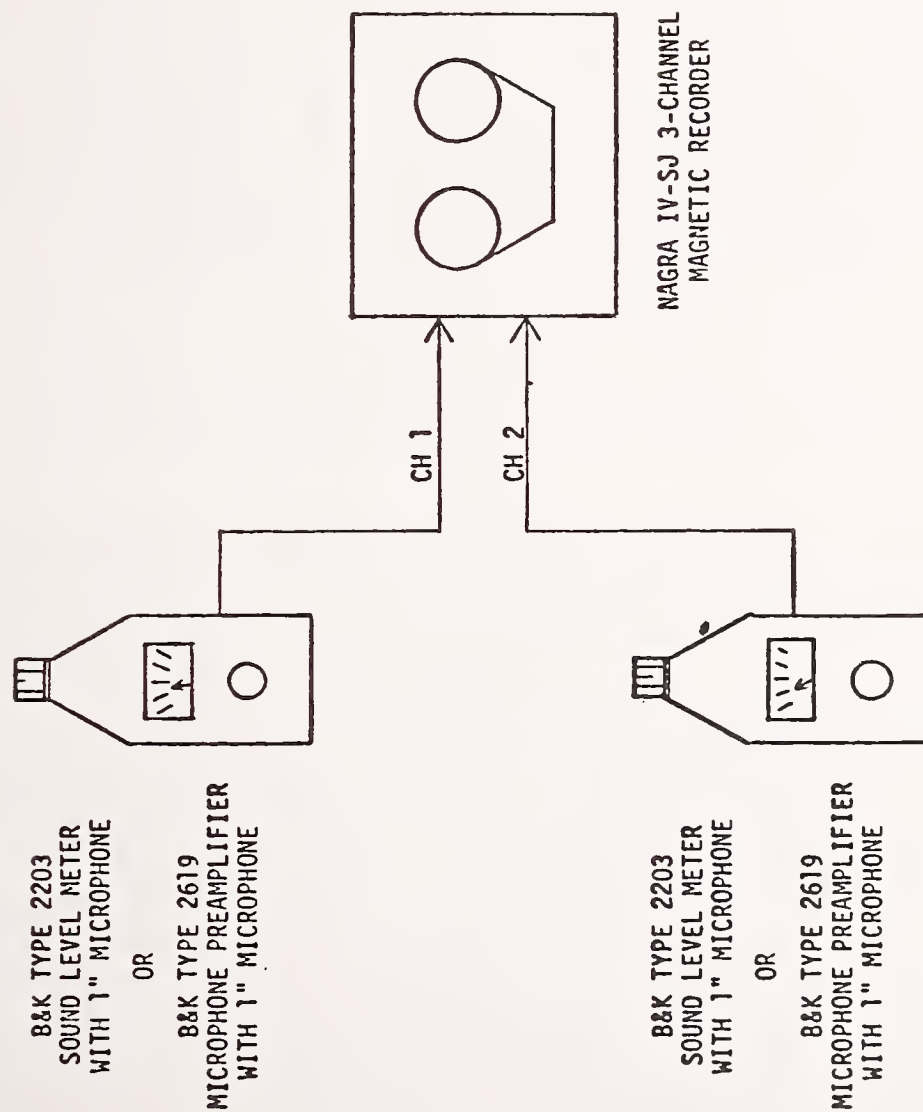 B&K TYPE 2203
SOUND LEVEL METER
WITH 1" MICROPHONE
OR
B&K TYPE 2619
MICROPHONE PREAMPLIFIER
WITH 1" MICROPHONE
CH 1
CH 2
NAGRA IV-SJ 3-CHANNEL
MAGNETIC RECORDER
B&K TYPE 2203
SOUND LEVEL METER
WITH 1" MICROPHONE
OR
B&K TYPE 2619
MICROPHONE PREAMPLIFIER
WITH 1" MICROPHONE